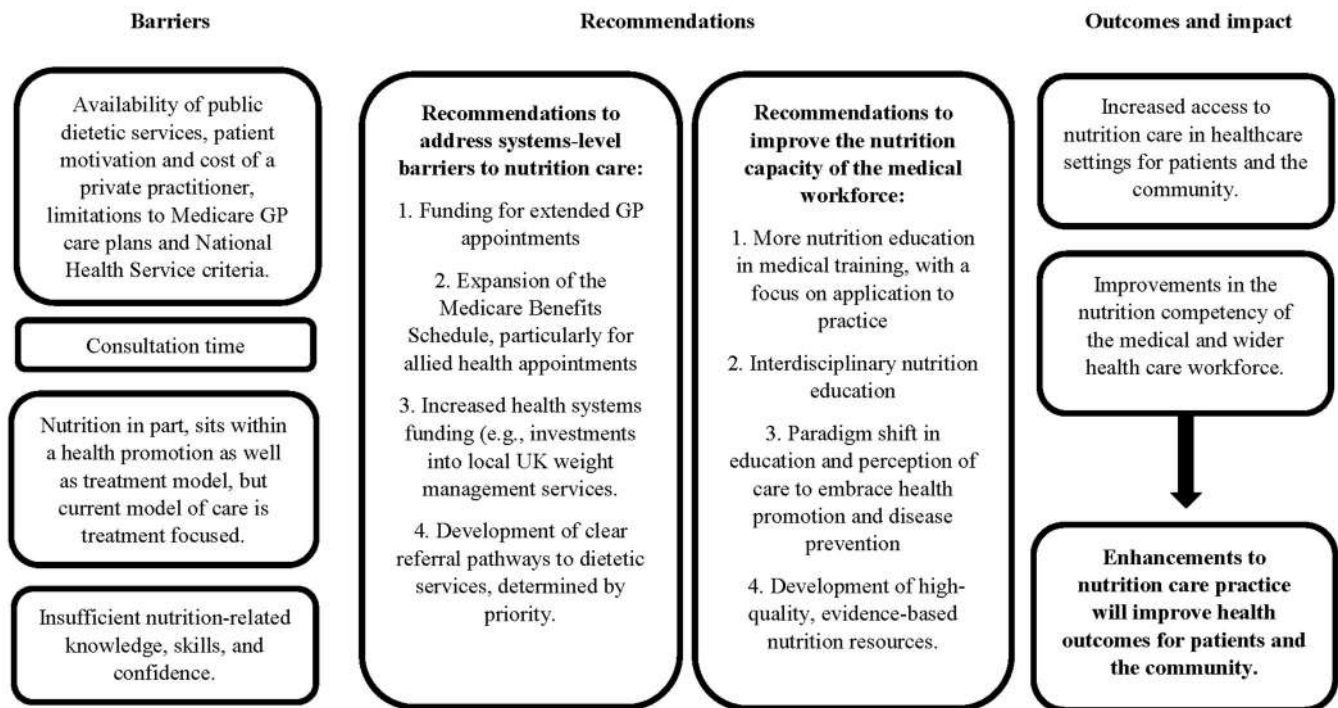 Barriers
Recommendations
Outcomes and impact
Availability of public
dietetic services, patient
motivation and cost of a
private practitioner,
limitations to Medicare GP
care plans and National
Health Service criteria.
Consultation time
Nutrition in part, sits within
a health promotion as well
as treatment model, but
current model of care is
treatment focused.
Insufficient nutrition-related
knowledge, skills, and
confidence.
Recommendations to
address systems-level
barriers to nutrition care:
1. Funding for extended GP
appointments
2. Expansion of the
Medicare Benefits
Schedule, particularly for
allied health appointments
3. Increased health systems
funding (e.g., investments
into local UK weight
management services.
4. Development of clear
referral pathways to dietetic
services, determined by
priority.
Recommendations to
improve the nutrition
capacity of the medical
workforce:
1. More nutrition education
in medical training, with a
focus on application to
practice
2. Interdisciplinary nutrition
education
3. Paradigm shift in
education and perception of
care to embrace health
promotion and disease
prevention
4. Development of high-
quality, evidence-based
nutrition resources.
Increased access to
nutrition care in healthcare
settings for patients and the
community.
Improvements in the
nutrition competency of
the medical and wider
health care workforce.
Enhancements to
nutrition care practice
will improve health
outcomes for patients and
the community.